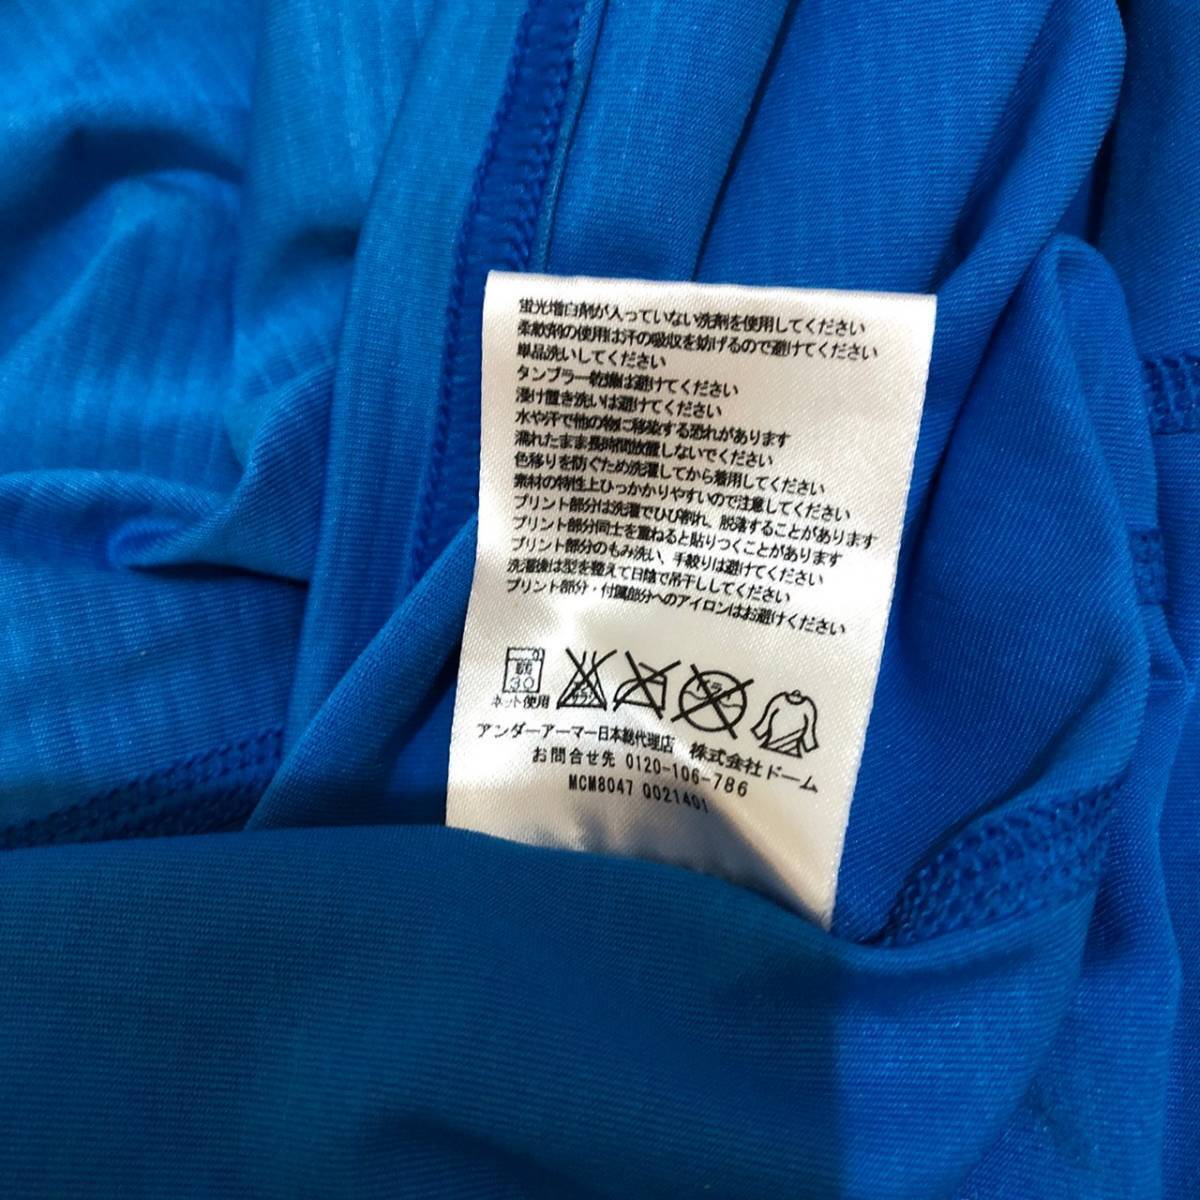 蛍光増白剤が入っていない洗剤を使用してください
柔軟剤の使用は汗の吸収を妨げるので避けてください
単品洗いしてください
タンブラー乾燥は避けてください
浸け置き洗いは避けてください
水や汗で他の物に移染する恐れがあります
濡れたまま長時間放置しないでください
色移りを防ぐため洗濯してから着用してください
素材の特性上ひっかかりやすいので注意してください
プリント部分は洗濯でひび割れ、脱落することがあります
プリント部分同士を重ねると貼りつくことがあります
プリント部分のもみ洗い、手絞りは避けてください
洗濯後は型を整えて日陰で吊干ししてください
プリント部分・付属部分へのアイロンはお避けください
30
ネット使用
アンダーアーマー日本総代理店 株式会社ドーム
お問合せ先 0120-106-786
MCM8047 0021401